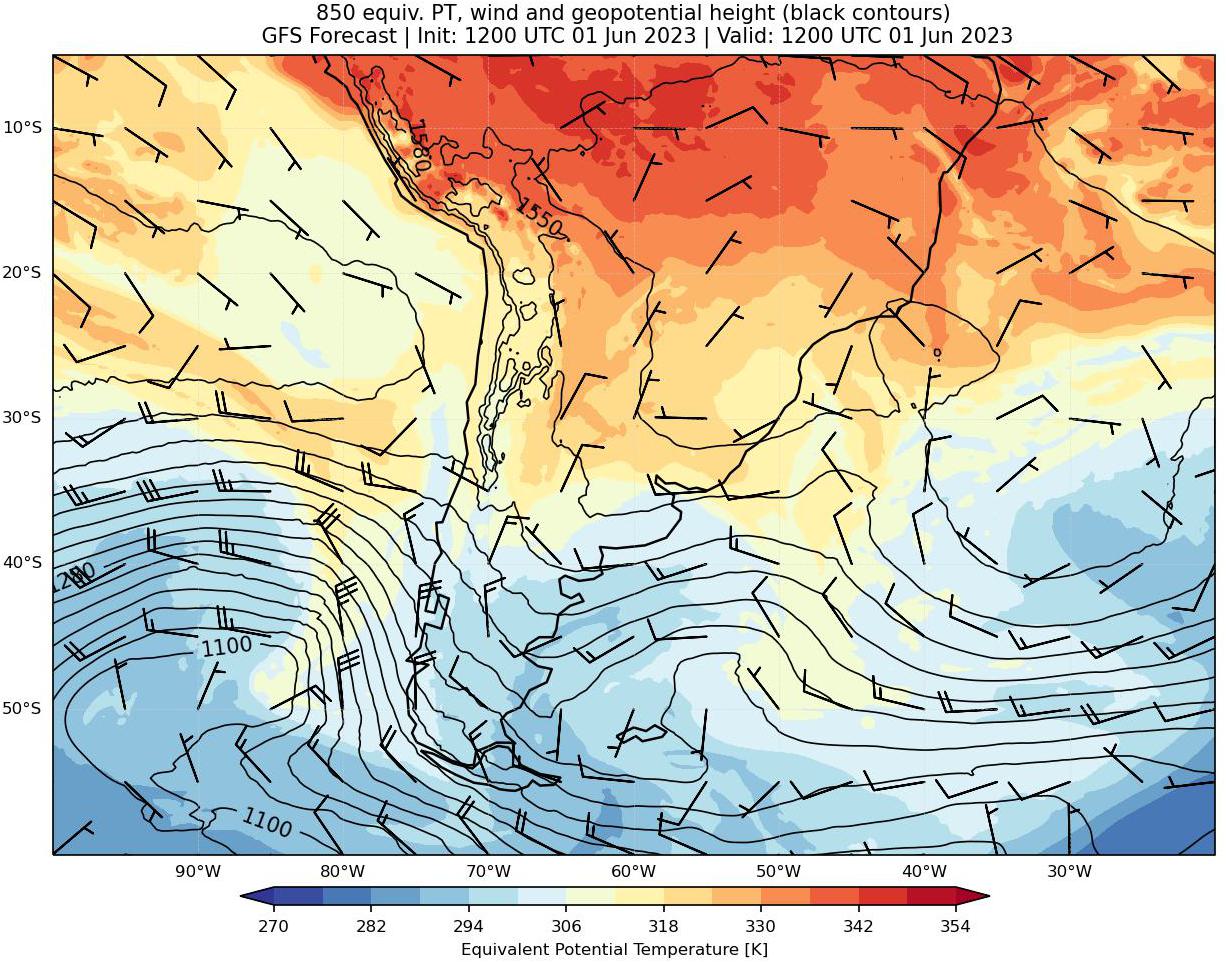 850 equiv. PT, wind and geopotential height (black contours)
GFS Forecast | Init: 1200 UTC 01 Jun 2023 | Valid: 1200 UTC 01 Jun 2023
10°S
20°S
30°S
40°S
50°S
1580
1550
1200
1100
1100
90°W 80°W 70°W 60°W 50°W 40°W 30°W
270 282 294 306 318 330 342 354
Equivalent Potential Temperature [K]